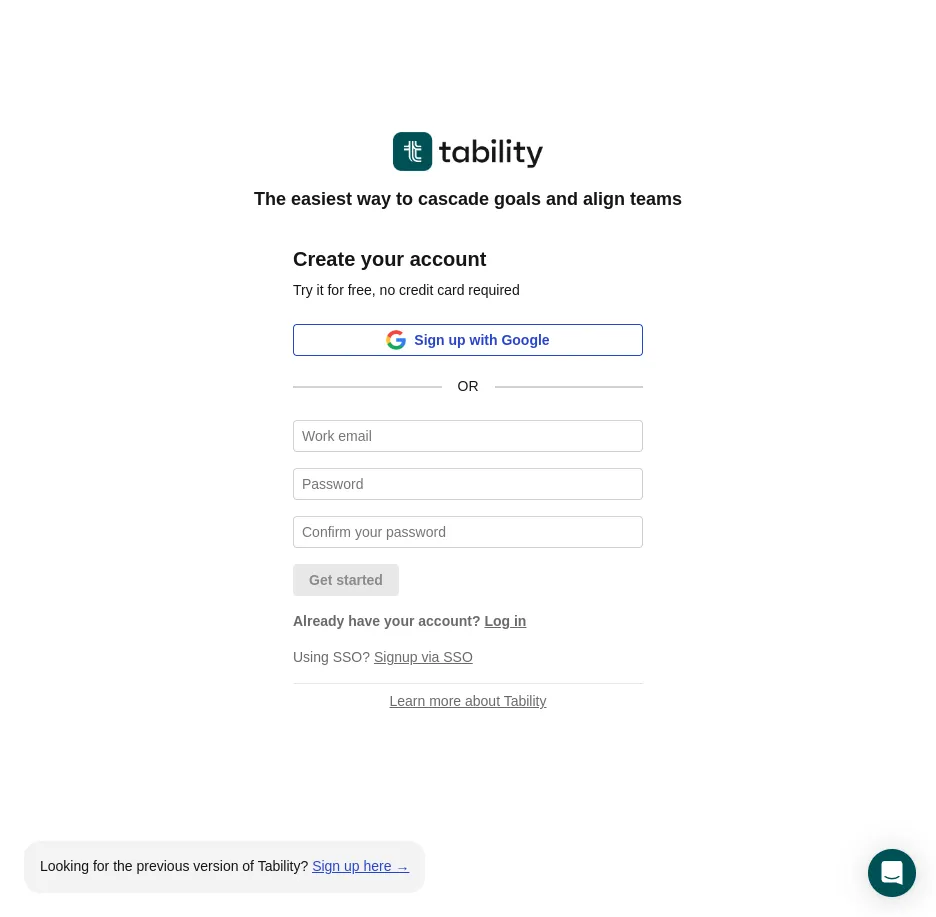 tability
The easiest way to cascade goals and align teams
Create your account
Try it for free, no credit card required
Sign up with Google
OR
Work email
Password
Confirm your password
Get started
Already have your account? Log in
Using SSO? Signup via SSO
Learn more about Tability
Looking for the previous version of Tability? Sign up here →